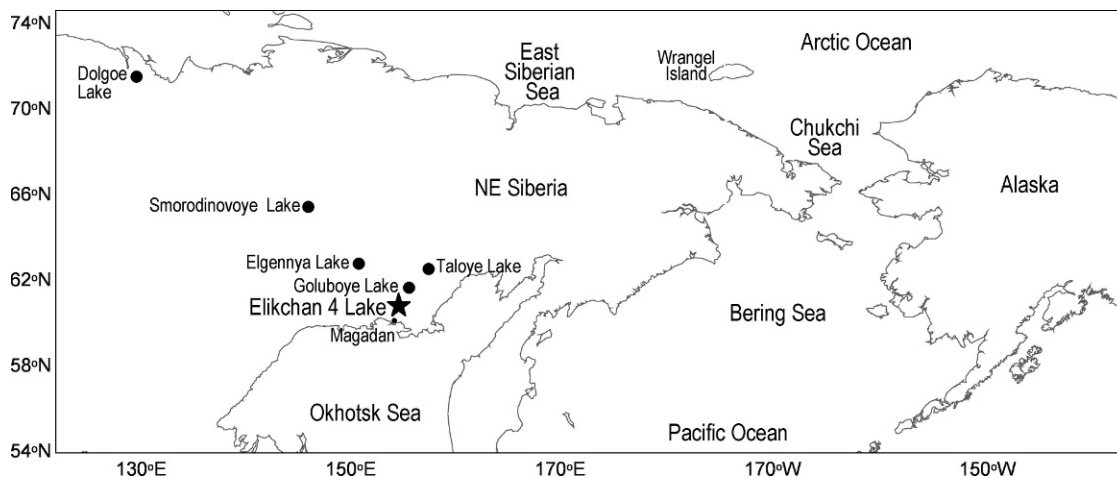 74°N
70°N
66°N
62°N
58°N
54°N
Dolgoe
Lake
East
Siberian
Sea
Wrangel
Island
Arctic Ocean
Chukchi
Sea
NE Siberia
Alaska
Smorodinovoye Lake
Elgennya Lake
Taloye Lake
Goluboye Lake
Elikchan 4 Lake
Magadan
Bering Sea
Okhotsk Sea
Pacific Ocean
130°E
150°E
170°E
170°W
150°W